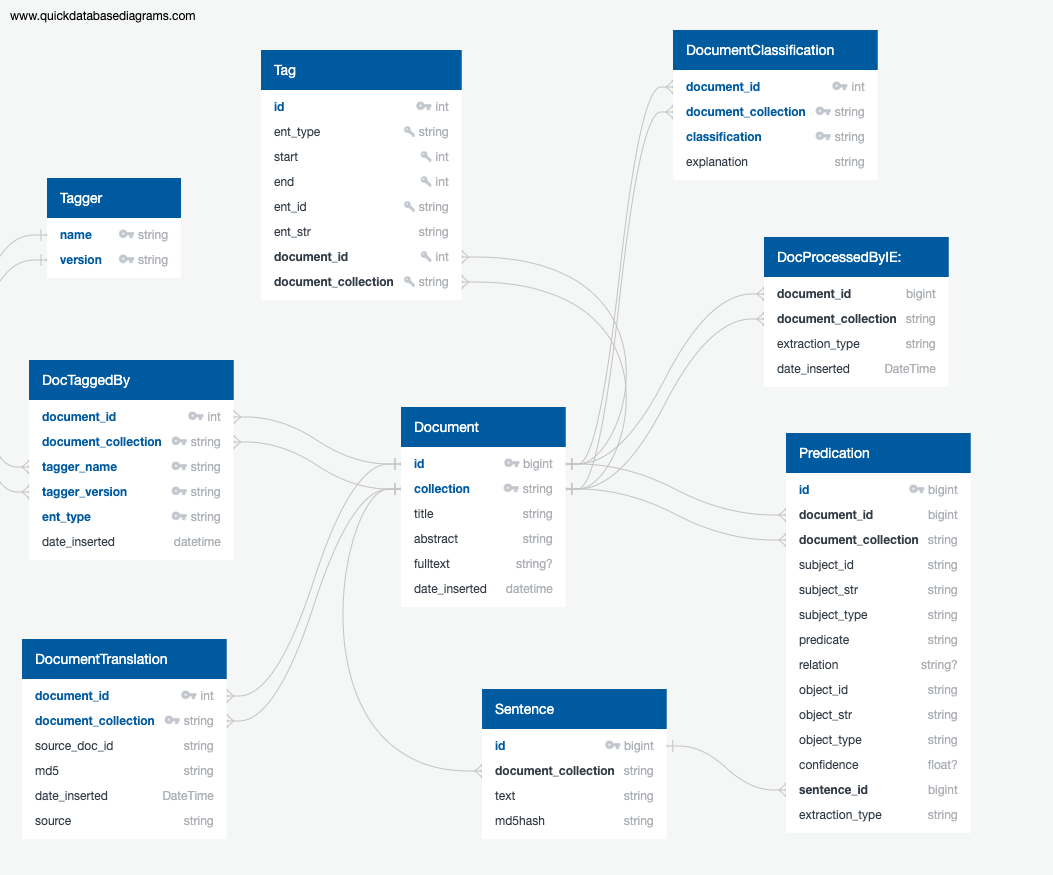 www.quickdatabasediagrams.com
Tag
id int
ent_type string
start int
end int
ent_id string
ent_str string
document_id int
document_collection string
DocumentClassification
document_id int
document_collection string
classification string
explanation string
Tagger
name string
version string
DocProcessedByIE:
document_id bigint
document_collection string
extraction_type string
date_inserted DateTime
DocTaggedBy
document_id int
document_collection string
tagger_name string
tagger_version string
ent_type string
date_inserted datetime
Document
id bigint
collection string
title string
abstract string
fulltext string?
date_inserted datetime
Predication
id bigint
document_id bigint
document_collection string
subject_id string
subject_str string
subject_type string
predicate string
relation string?
object_id string
object_str string
object_type string
confidence float?
sentence_id bigint
extraction_type string
DocumentTranslation
document_id int
document_collection string
source_doc_id string
md5 string
date_inserted DateTime
source string
Sentence
id bigint
document_collection string
text string
md5hash string